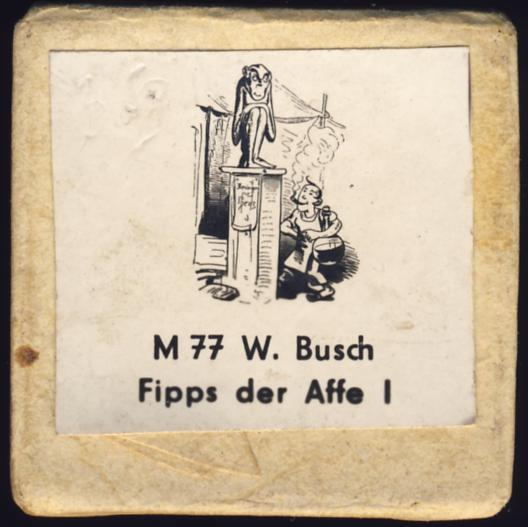 M 77 W. Busch
Fipps der Affe I